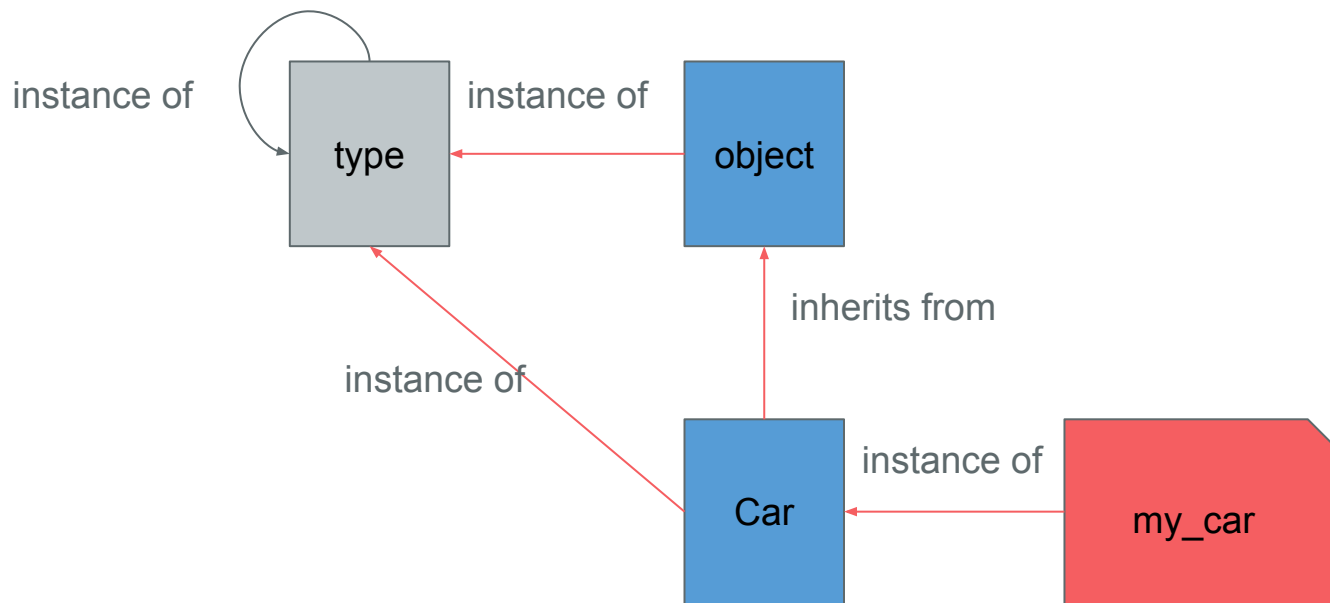 instance of
instance of
type
object
inherits from
instance of
instance of
Car
my_car